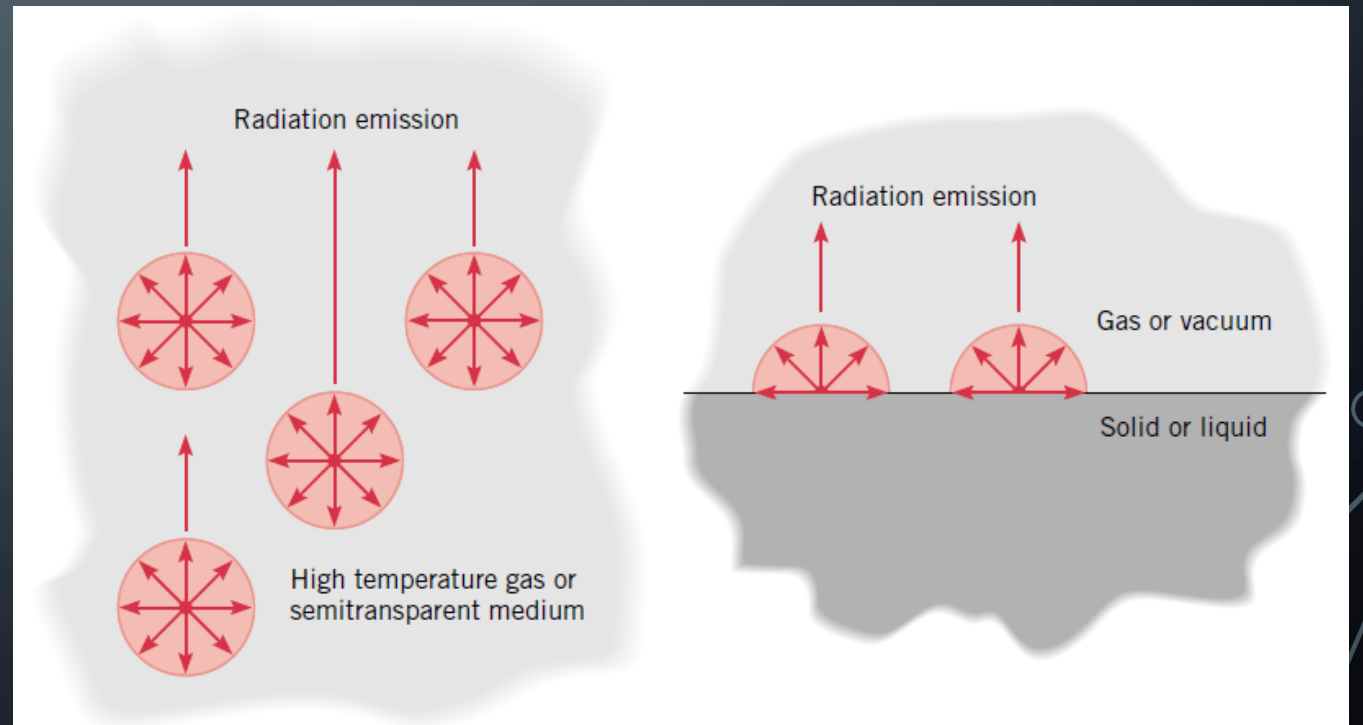 Radiation emission
High temperature gas or
semitransparent medium
Radiation emission
Gas or vacuum
Solid or liquid